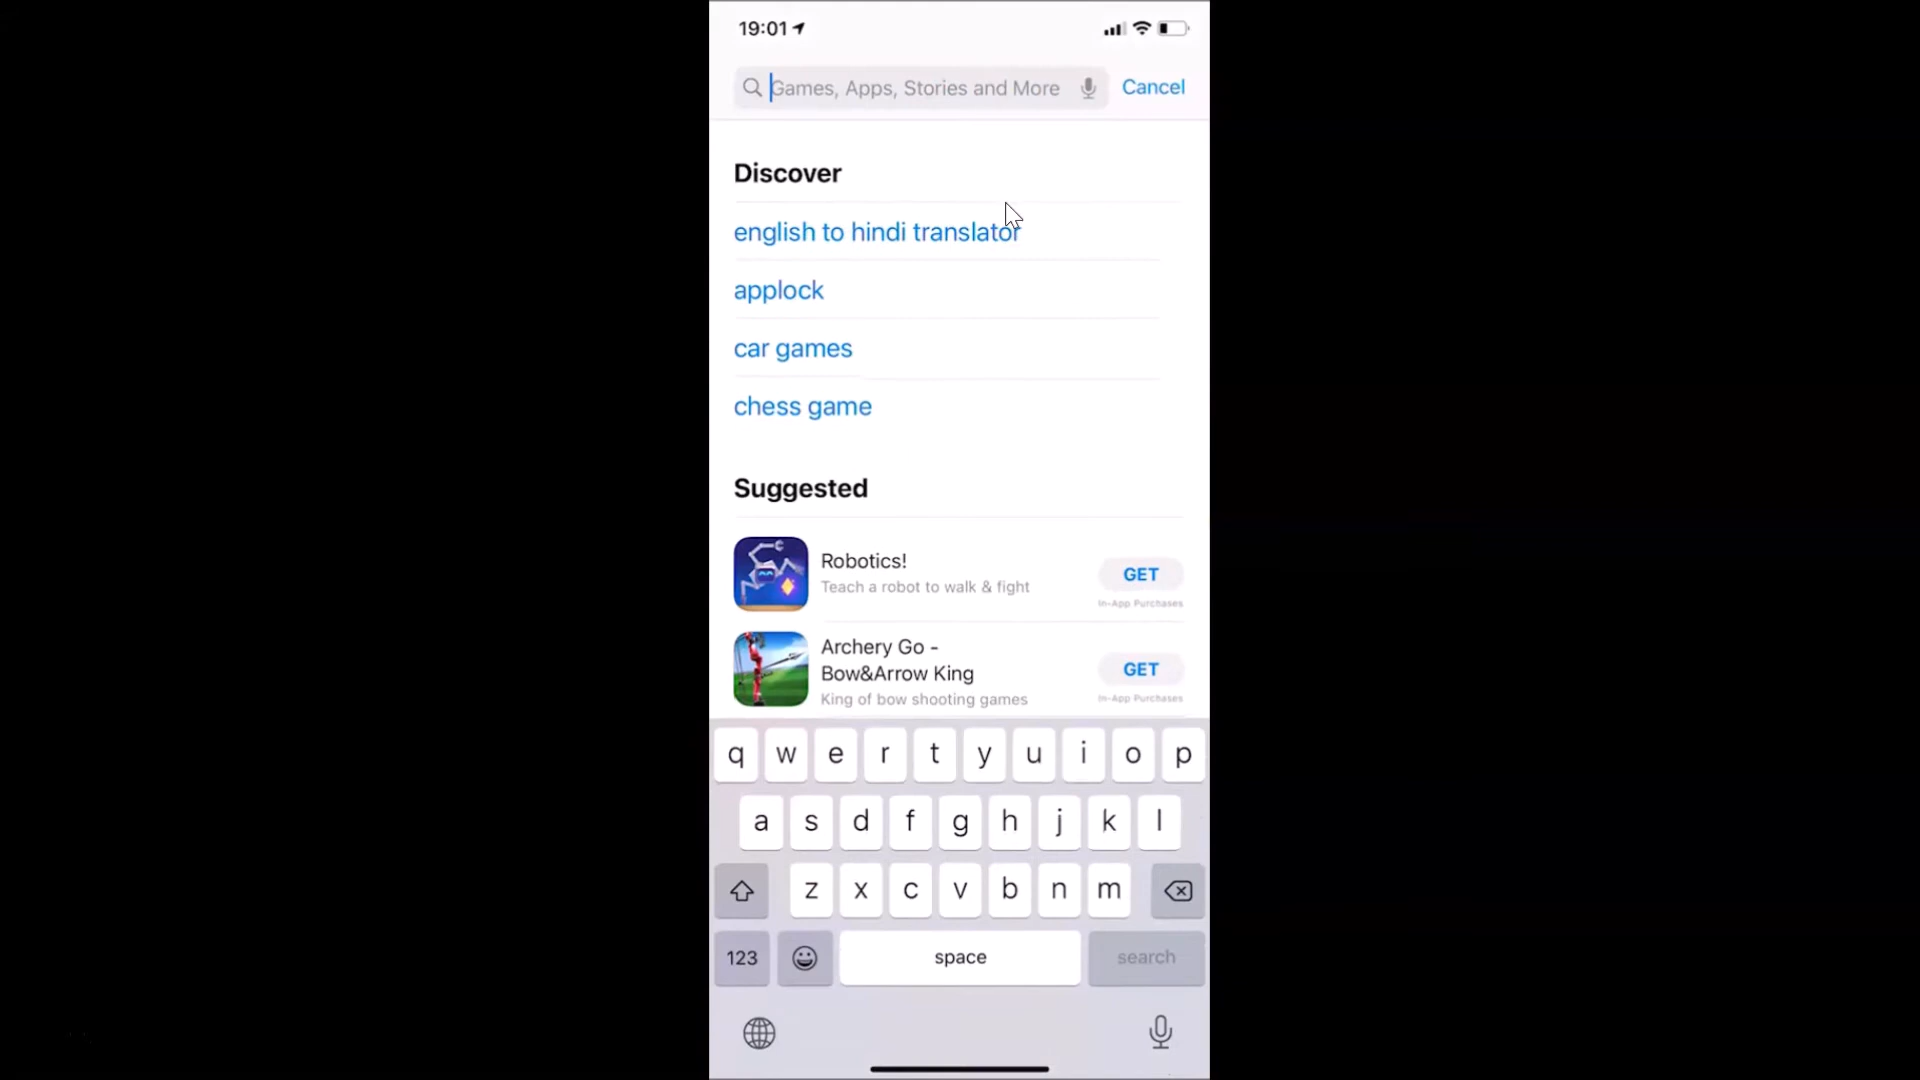 19:01
Games, Apps, Stories and More
Cancel
Discover
english to hindi translator
applock
car games
chess game
Suggested
Robotics!
Teach a robot to walk & fight
GET
In-App Purchases
Archery Go -
Bow&Arrow King
King of bow shooting games
GET
In-App Purchases
q w e r t y u i o p
a s d f g h j k l
z x c v b n m
123 space search